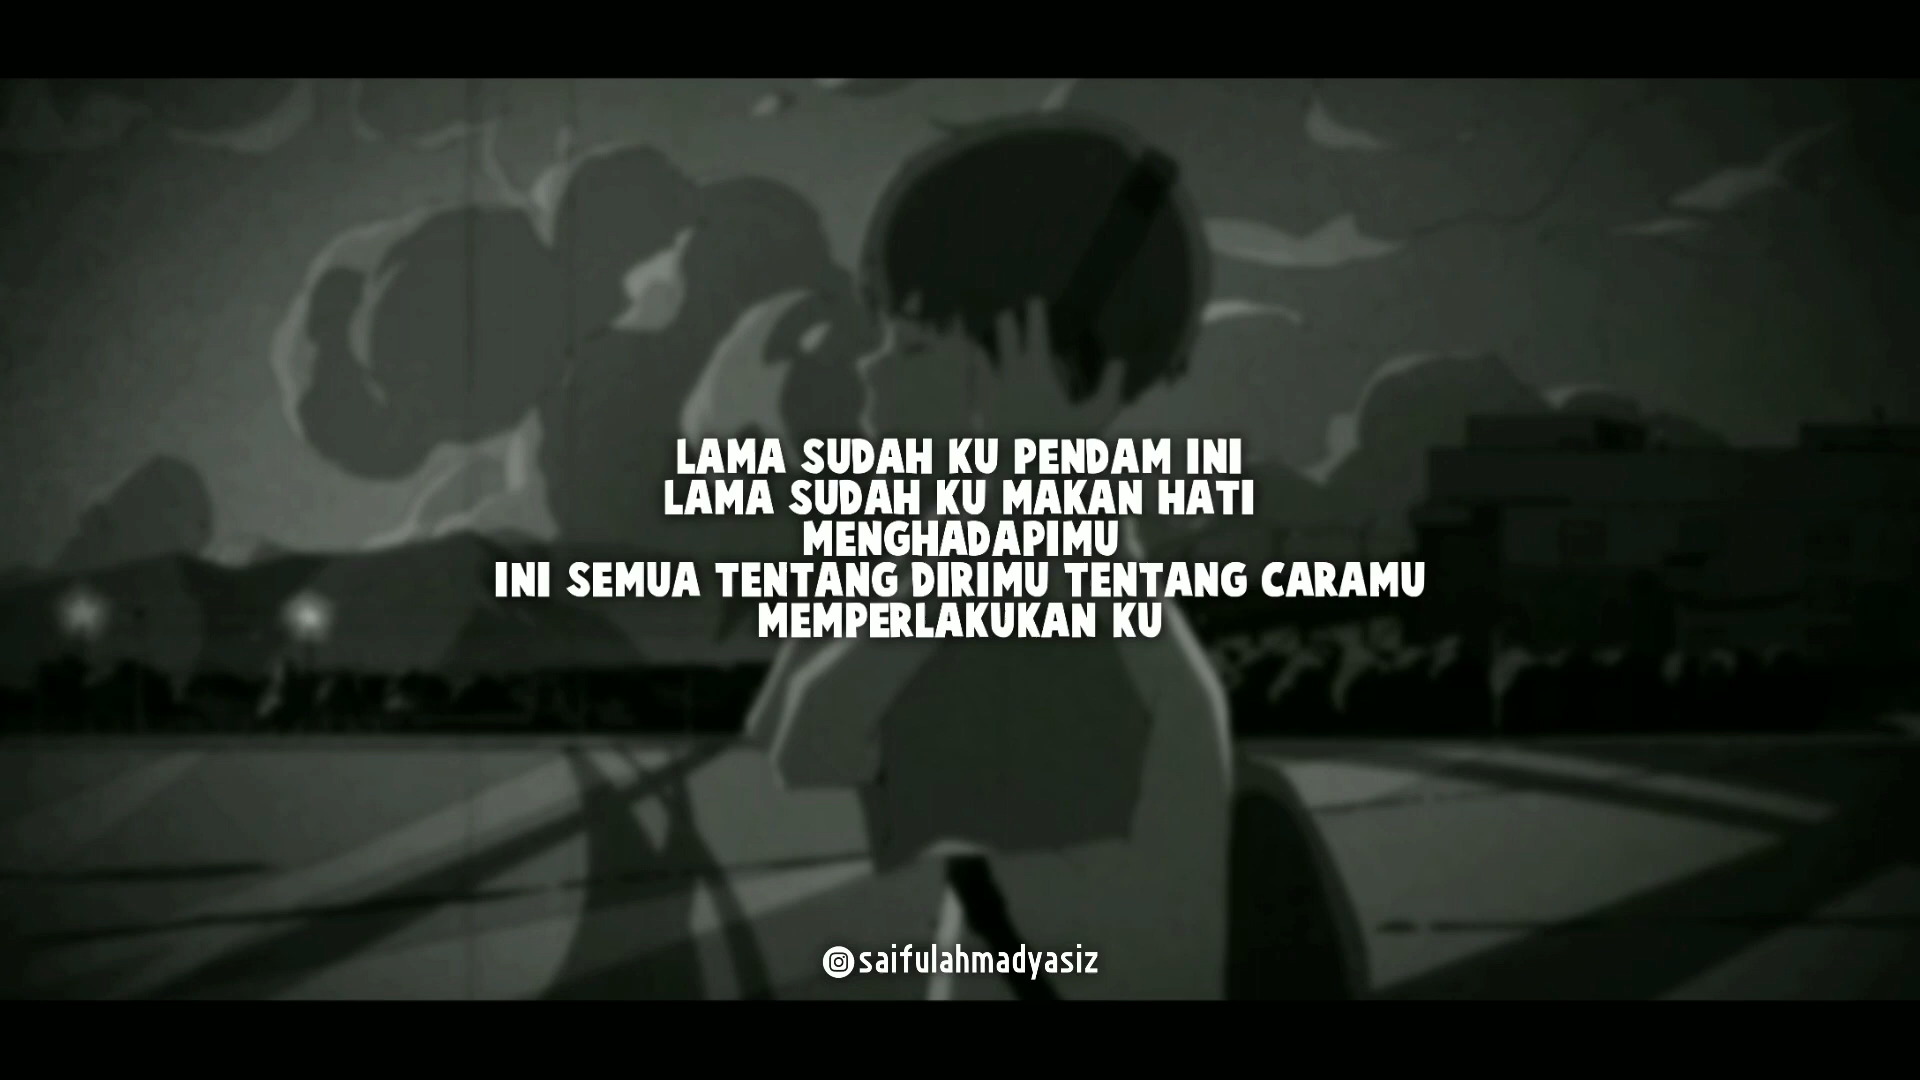 LAMA SUDAH KU PENDAM INI
LAMA SUDAH KU MAKAN HATI
MENGHADAPIMU
INI SEMUA TENTANG DIRIMU TENTANG CARAMU
MEMPERLAKUKAN KU
saifulahmadyasiz